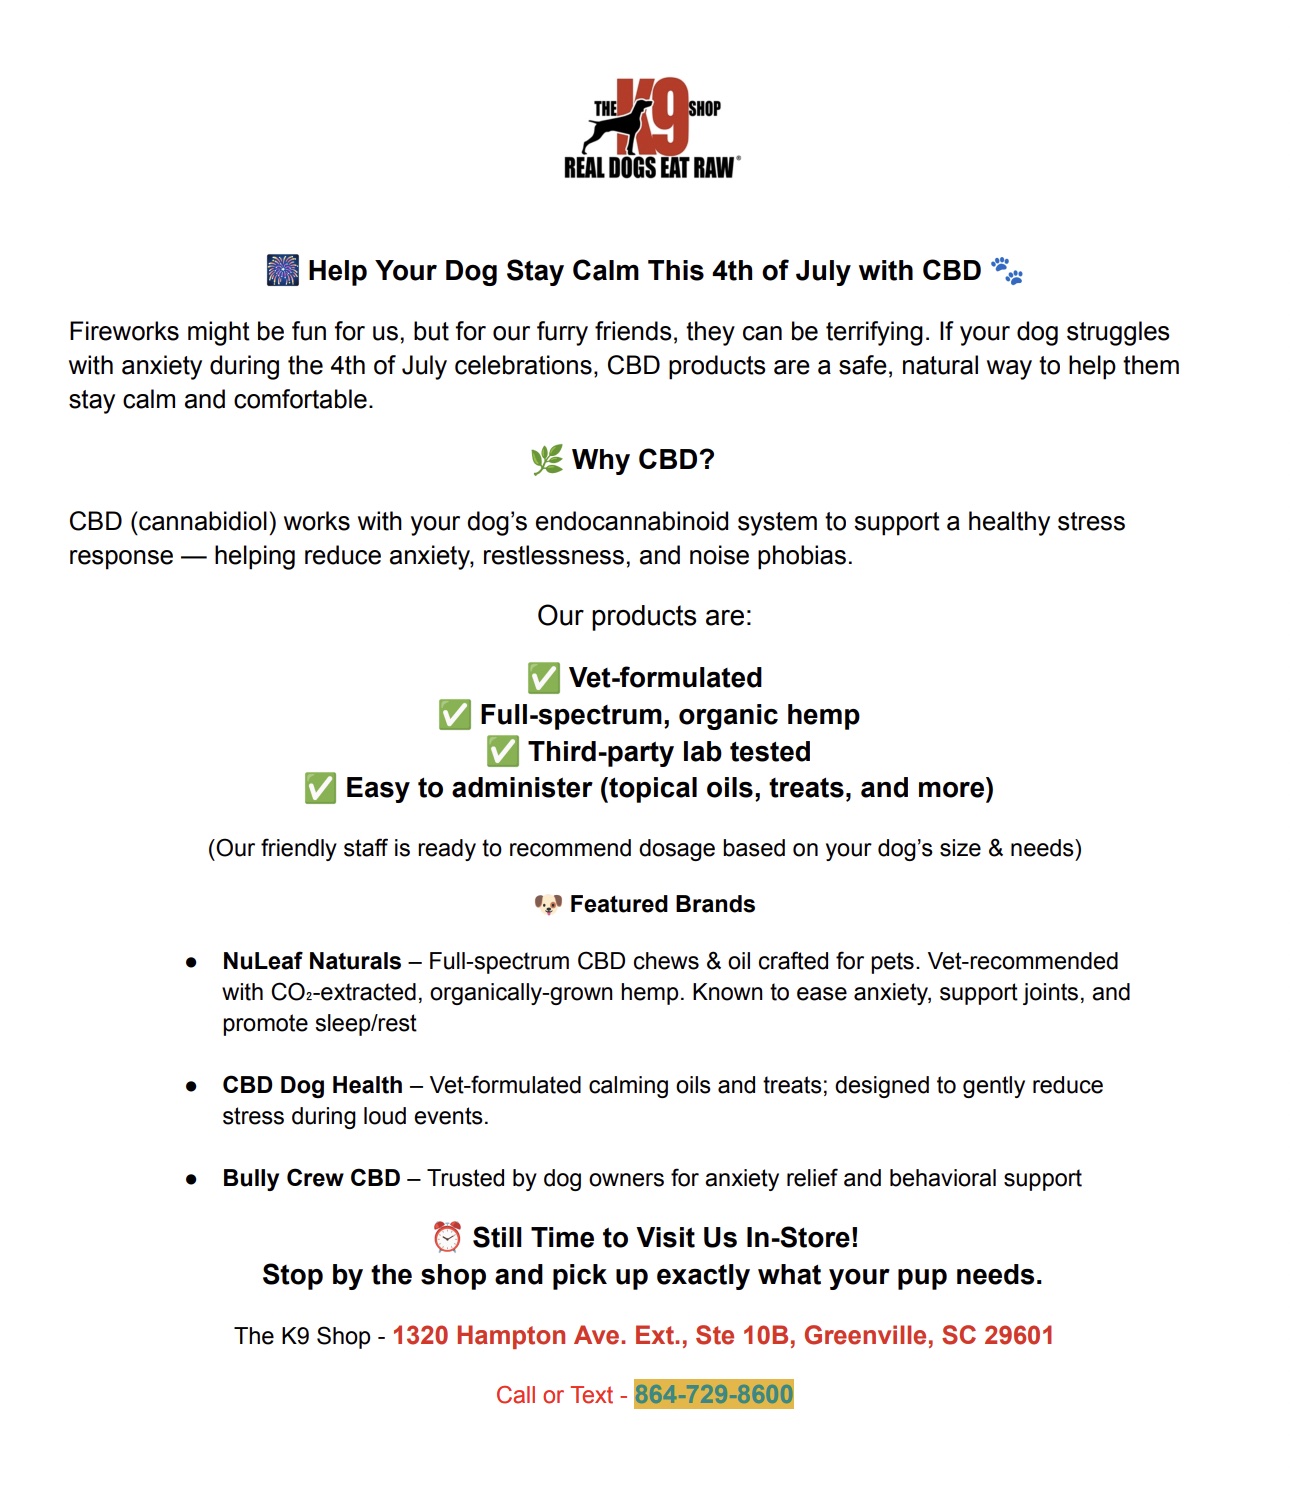 THE K9 SHOP
REAL DOGS EAT RAW®
🎆 Help Your Dog Stay Calm This 4th of July with CBD 🐾
Fireworks might be fun for us, but for our furry friends, they can be terrifying. If your dog struggles
with anxiety during the 4th of July celebrations, CBD products are a safe, natural way to help them
stay calm and comfortable.
🌿 Why CBD?
CBD (cannabidiol) works with your dog’s endocannabinoid system to support a healthy stress
response — helping reduce anxiety, restlessness, and noise phobias.
Our products are:
✅ Vet-formulated
✅ Full-spectrum, organic hemp
✅ Third-party lab tested
✅ Easy to administer (topical oils, treats, and more)
(Our friendly staff is ready to recommend dosage based on your dog’s size & needs)
🐶 Featured Brands
● NuLeaf Naturals – Full-spectrum CBD chews & oil crafted for pets. Vet-recommended
with CO₂-extracted, organically-grown hemp. Known to ease anxiety, support joints, and
promote sleep/rest
● CBD Dog Health – Vet-formulated calming oils and treats; designed to gently reduce
stress during loud events.
● Bully Crew CBD – Trusted by dog owners for anxiety relief and behavioral support
⏰ Still Time to Visit Us In-Store!
Stop by the shop and pick up exactly what your pup needs.
The K9 Shop - 1320 Hampton Ave. Ext., Ste 10B, Greenville, SC 29601
Call or Text - 864-729-8600